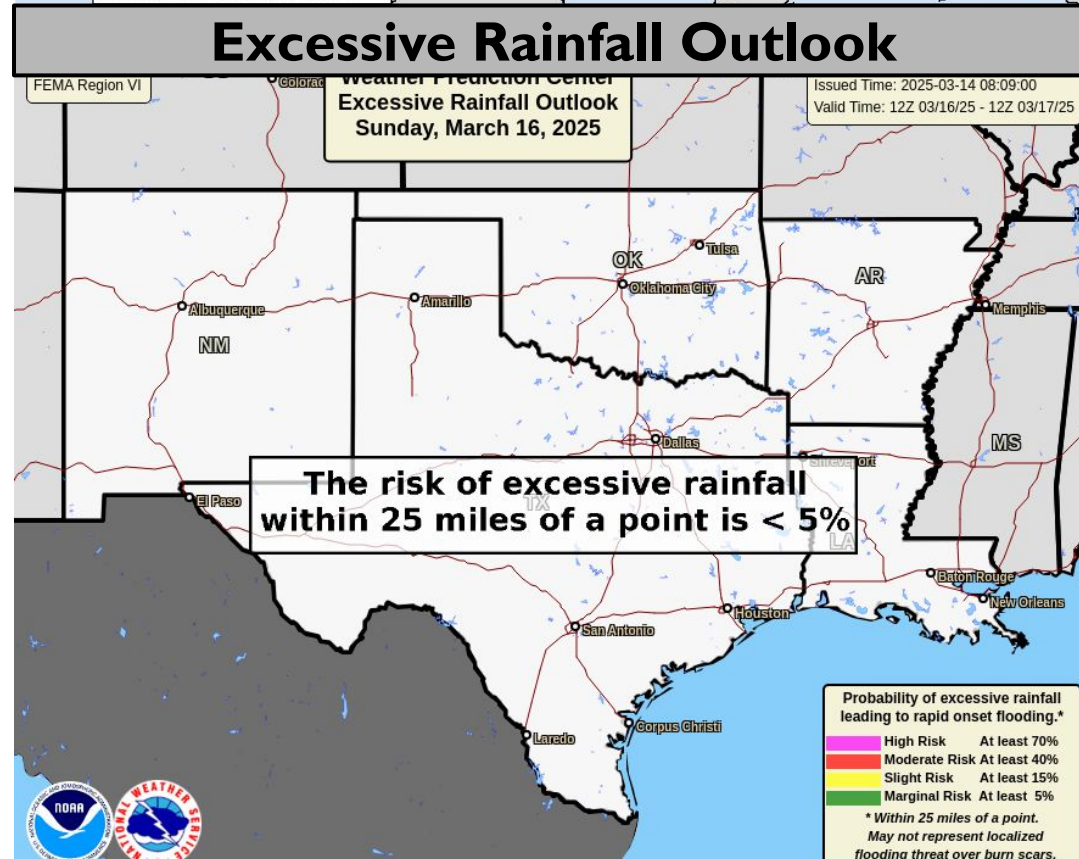 Excessive Rainfall Outlook
FEMA Region VI
Colorad
Weather Prediction Center
Excessive Rainfall Outlook
Sunday, March 16, 2025
Issued Time: 2025-03-14 08:09:00
Valid Time: 12Z 03/16/25 - 12Z 03/17/25
Tulsa
OK
Oklahoma City
AR
Albuquerque
Amarillo
Memphis
NM
Dallas
MS
Shreveport
The risk of excessive rainfall
within 25 miles of a point is < 5%
El Paso
TX
LA
Baton Rouge
New Orleans
Houston
San Antonio
Corpus Christi
Laredo
Probability of excessive rainfall
leading to rapid onset flooding.*
High Risk At least 70%
Moderate Risk At least 40%
Slight Risk At least 15%
Marginal Risk At least 5%
* Within 25 miles of a point.
May not represent localized
flooding threat over burn scars.
NOAA
NATIONAL WEATHER SERVICE